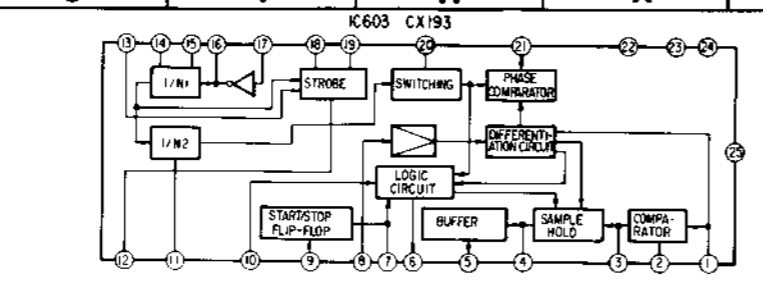 IC603 CX193
13 14 15 16 17 18 19 20 21 22 23 24
1/N1
STROBE
SWITCHING
PHASE
COMPARATOR
1/N2
DIFFERENTI-
ATION CIRCUIT
25
LOGIC
CIRCUIT
START/STOP
FLIP-FLOP
BUFFER
SAMPLE
HOLD
COMPA-
RATOR
12 11 10 9 8 7 6 5 4 3 2 1